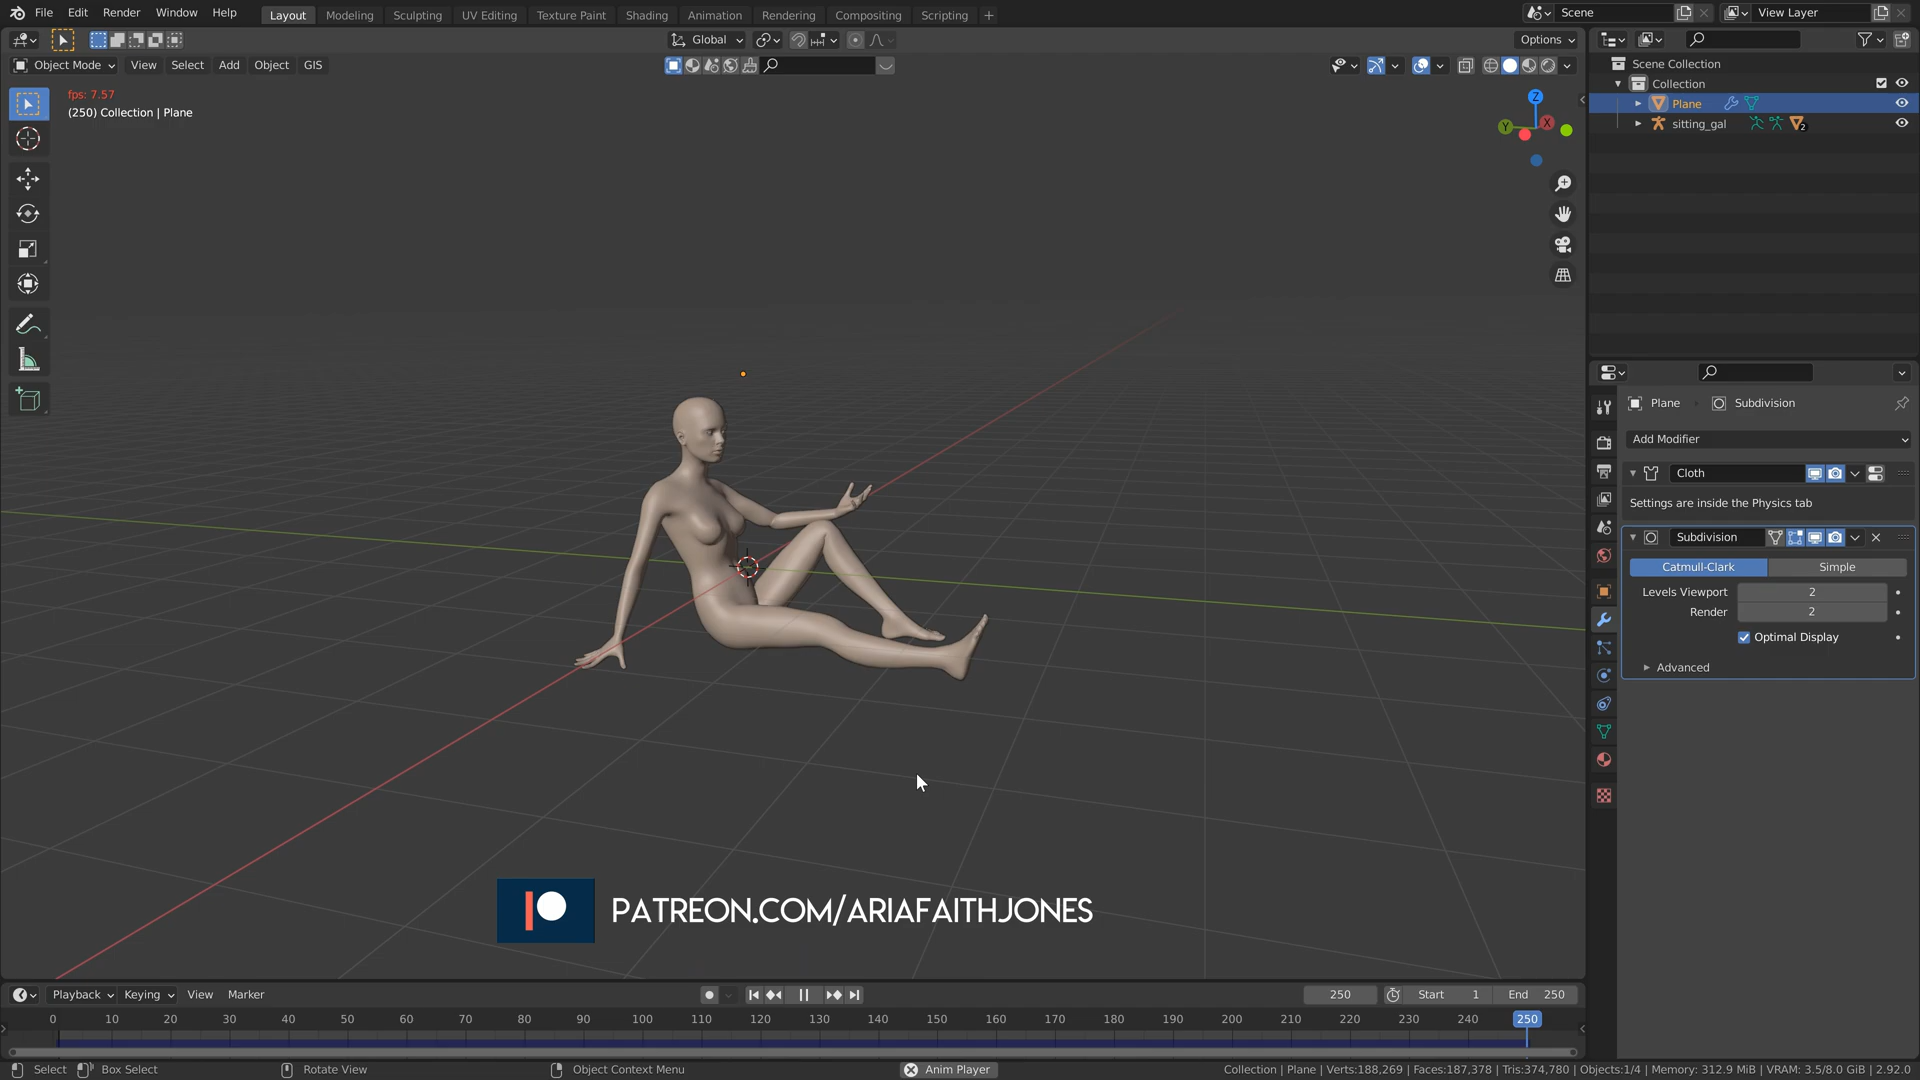 File Edit Render Window Help Layout Modeling Sculpting UV Editing Texture Paint Shading Animation Rendering Compositing Scripting + Scene View Layer
Global Options
Object Mode View Select Add Object GIS
fps: 7.57
(250) Collection | Plane
Z
Y X
Scene Collection
Collection
Plane
sitting_gal 2
Plane Subdivision
Add Modifier
Cloth
Settings are inside the Physics tab
Subdivision
Catmull-Clark Simple
Levels Viewport 2
Render 2
Optimal Display
Advanced
PATREON.COM/ARIAFAITHJONES
Playback Keying View Marker 250 Start 1 End 250
0 10 20 30 40 50 60 70 80 90 100 110 120 130 140 150 160 170 180 190 200 210 220 230 240 250
Select Box Select Rotate View Object Context Menu Anim Player Collection | Plane | Verts:188,269 | Faces:187,378 | Tris:374,780 | Objects:1/4 | Memory: 312.9 MiB | VRAM: 3.5/8.0 GiB | 2.92.0